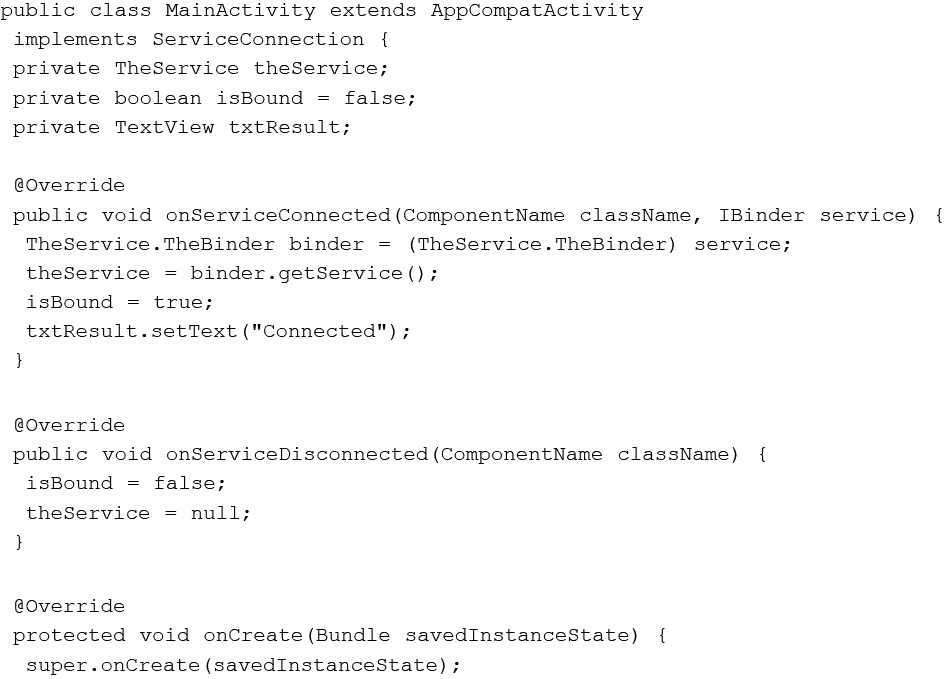 public class MainActivity extends AppCompatActivity
implements ServiceConnection {
private TheService theService;
private boolean isBound = false;
private TextView txtResult;
@Override
public void onServiceConnected(ComponentName className, IBinder service) {
TheService.TheBinder binder = (TheService.TheBinder) service;
theService = binder.getService();
isBound = true;
txtResult.setText("Connected");
}
@Override
public void onServiceDisconnected(ComponentName className) {
isBound = false;
theService = null;
}
@Override
protected void onCreate(Bundle savedInstanceState) {
super.onCreate(savedInstanceState);